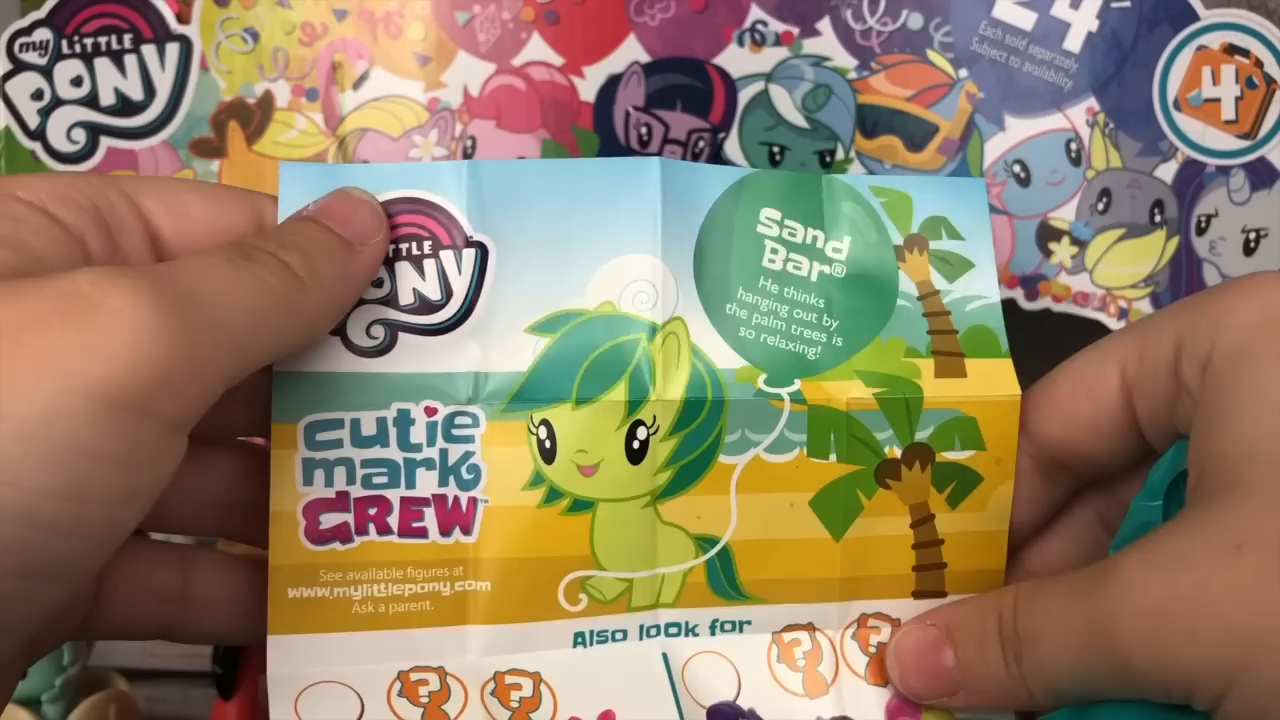 my LiTTLE
PONY
24
Each sold separately.
Subject to availability.
4
TTLE
PONY
Sand
Bar®
He thinks
hanging out by
the palm trees is
so relaxing!
cutie
mark
CREW™
See available figures at
www.mylittlepony.com
Ask a parent.
Also look for
? ?
? ?